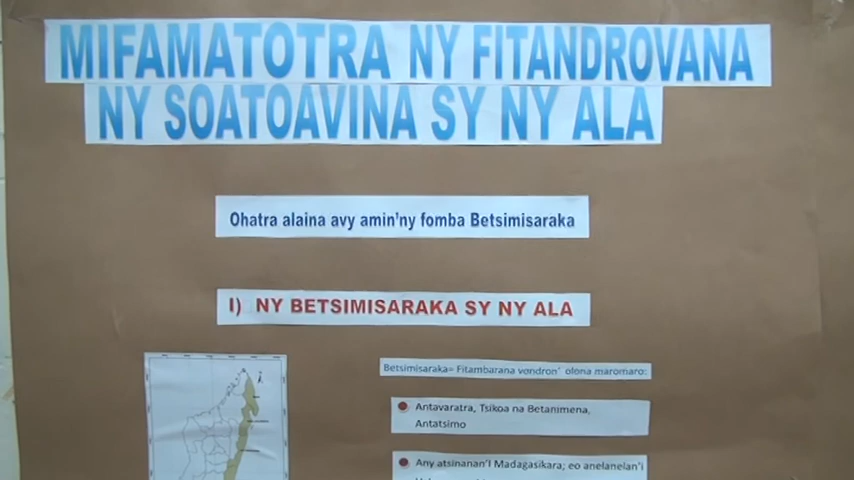 MIFAMATOTRA NY FITANDROVANA
NY SOATOAVINA SY NY ALA
Ohatra alaina avy amin'ny fomba Betsimisaraka
I) NY BETSIMISARAKA SY NY ALA
Betsimisaraka= Fitambarana vondron' olona maromaro:
Antavaratra, Tsikoa na Betanimena,
Antatsimo
Any atsinanan'I Madagasikara; eo anelanelan'i